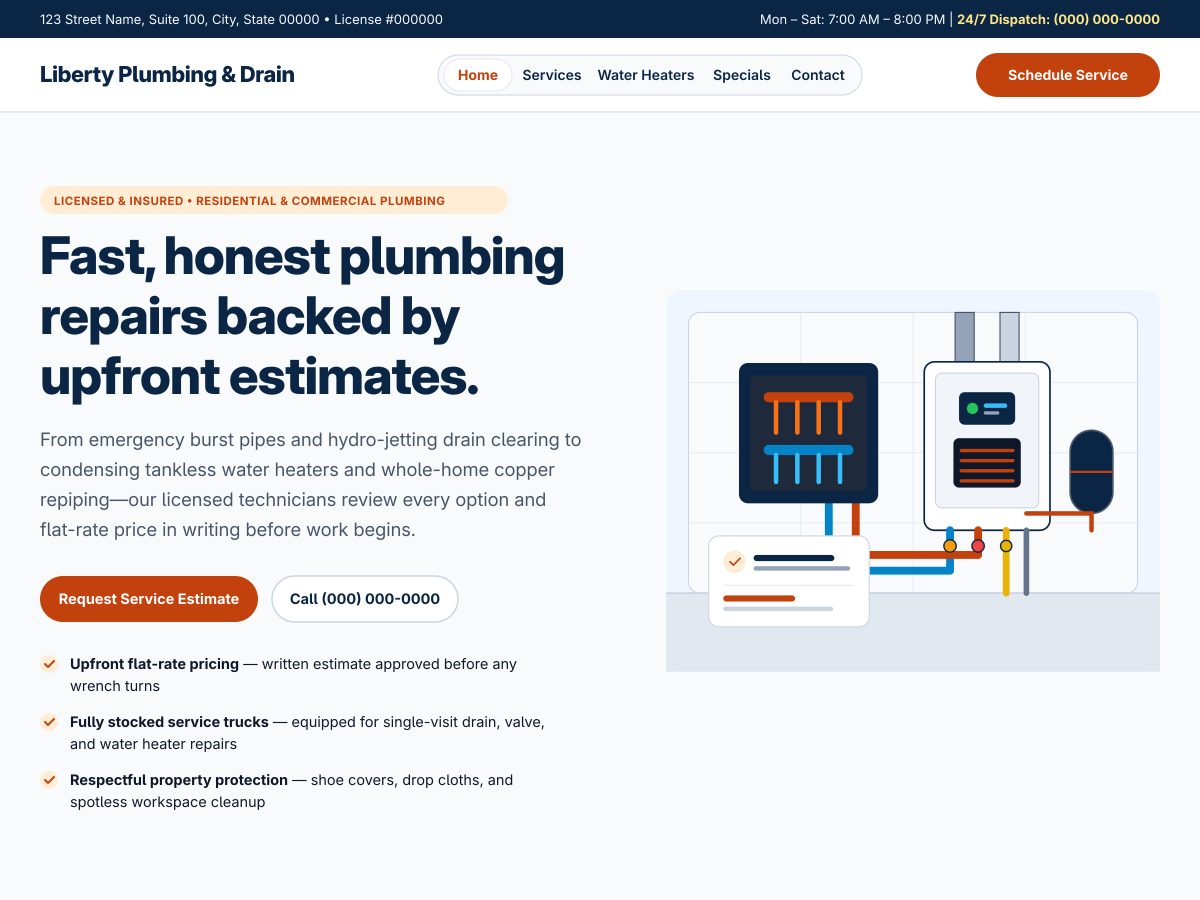 123 Street Name, Suite 100, City, State 00000 • License #000000
Mon – Sat: 7:00 AM – 8:00 PM | 24/7 Dispatch: (000) 000-0000
Liberty Plumbing & Drain
Home
Services
Water Heaters
Specials
Contact
Schedule Service
LICENSED & INSURED • RESIDENTIAL & COMMERCIAL PLUMBING
Fast, honest plumbing
repairs backed by
upfront estimates.
From emergency burst pipes and hydro-jetting drain clearing to
condensing tankless water heaters and whole-home copper
repiping—our licensed technicians review every option and
flat-rate price in writing before work begins.
Request Service Estimate
Call (000) 000-0000
Upfront flat-rate pricing — written estimate approved before any
wrench turns
Fully stocked service trucks — equipped for single-visit drain, valve,
and water heater repairs
Respectful property protection — shoe covers, drop cloths, and
spotless workspace cleanup